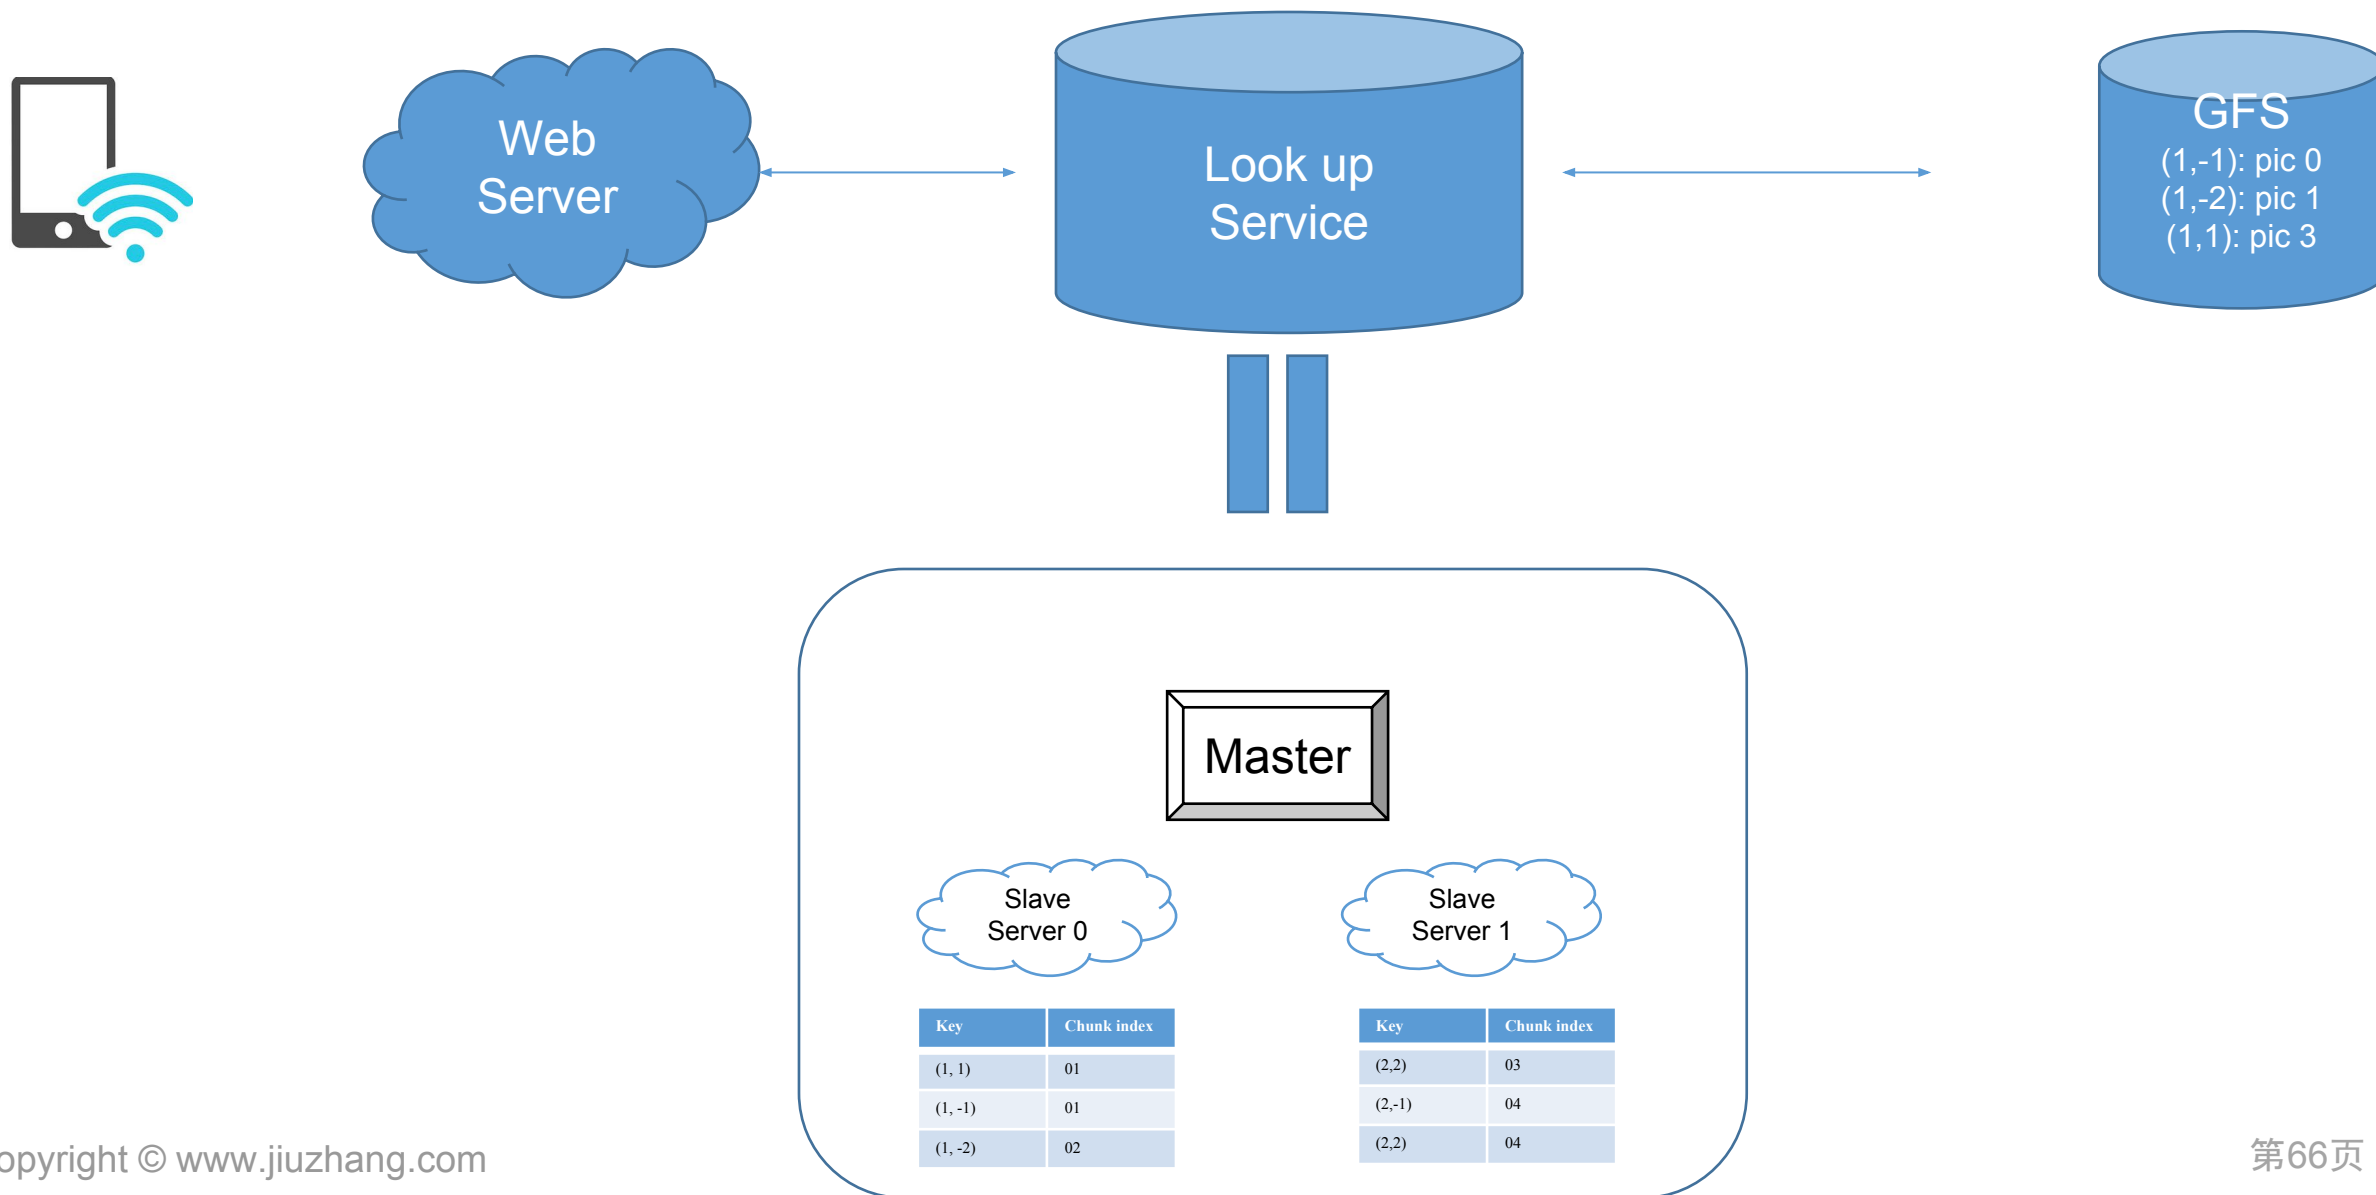 Web
Server
Look up
Service
GFS
(1,-1): pic 0
(1,-2): pic 1
(1,1): pic 3
Master
Slave
Server 0
Slave
Server 1
Key Chunk index
(1, 1) 01
(1, -1) 01
(1, -2) 02
Key Chunk index
(2,2) 03
(2,-1) 04
(2,2) 04
opyright © www.jiuzhang.com
第66页